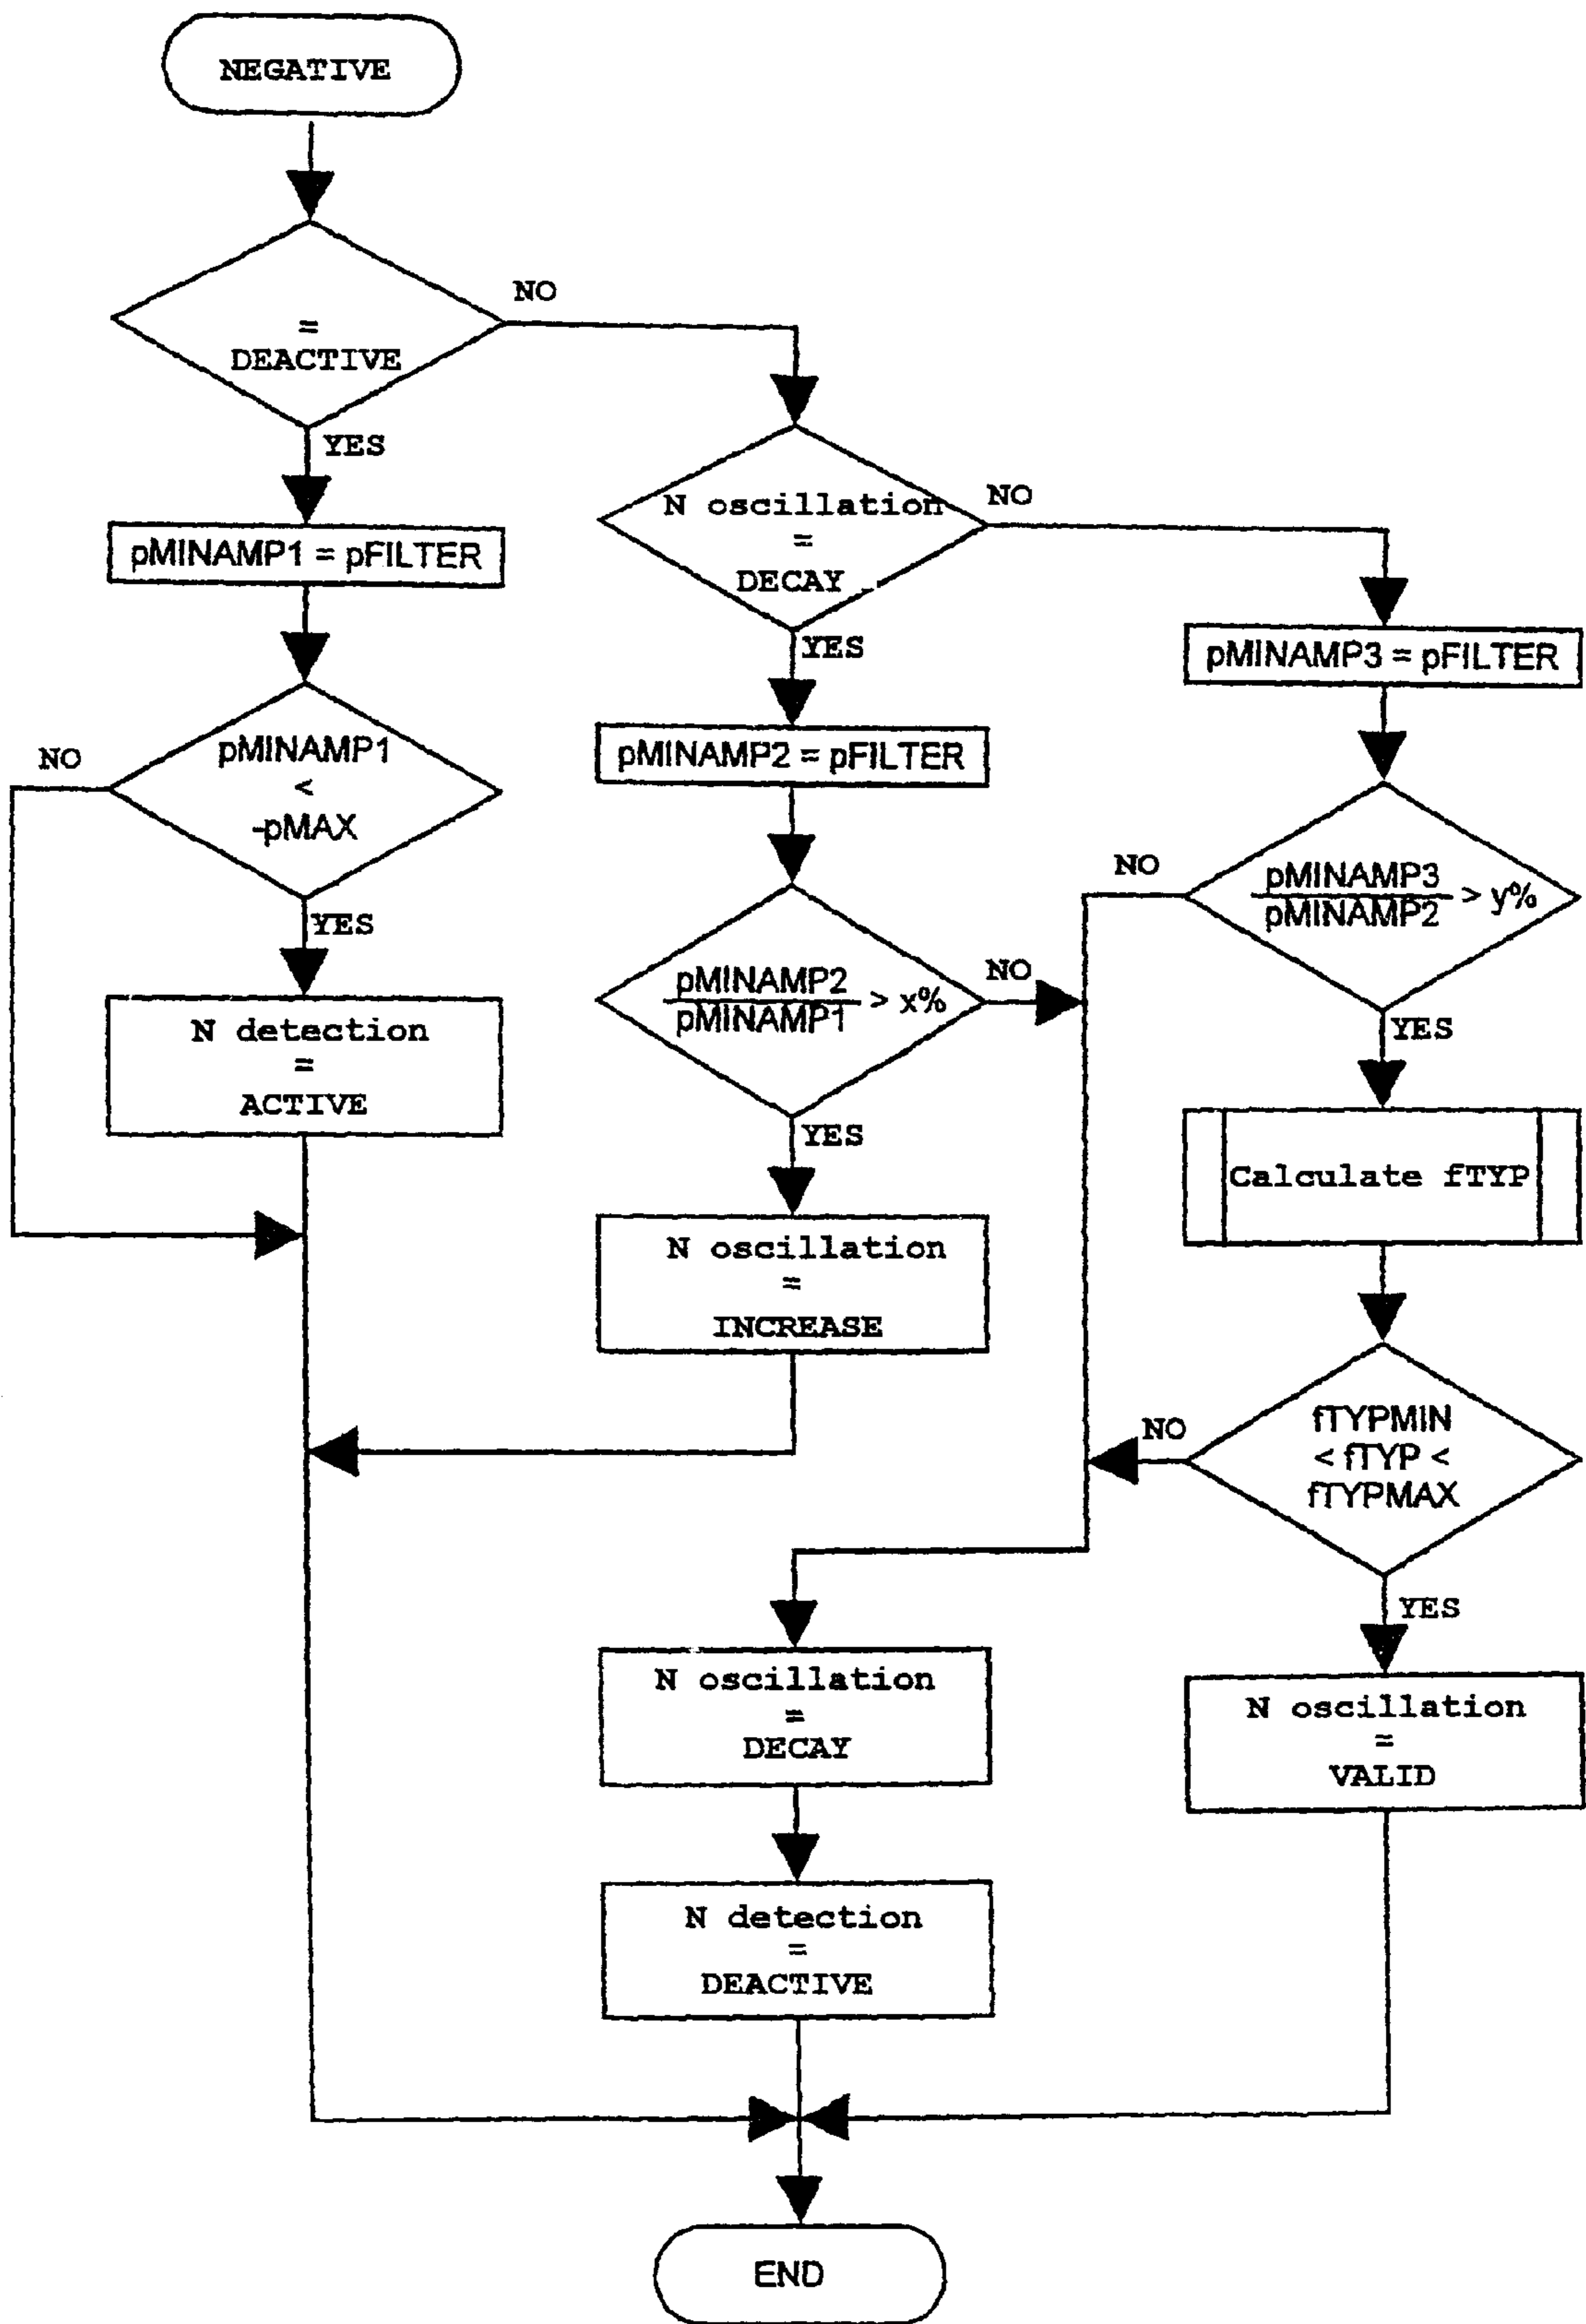 NEGATIVE
=
DEACTIVE
NO
YES
pMINAMP1 = pFILTER
pMINAMP1
<
-pMAX
NO
YES
N detection
=
ACTIVE
N oscillation
=
DECAY
NO
YES
pMINAMP2 = pFILTER
pMINAMP2
pMINAMP1
> x%
NO
YES
N oscillation
=
INCREASE
pMINAMP3 = pFILTER
pMINAMP3
pMINAMP2
> y%
NO
YES
Calculate fTYP
fTYPMIN
< fTYP <
fTYPMAX
NO
YES
N oscillation
=
VALID
N oscillation
=
DECAY
N detection
=
DEACTIVE
END